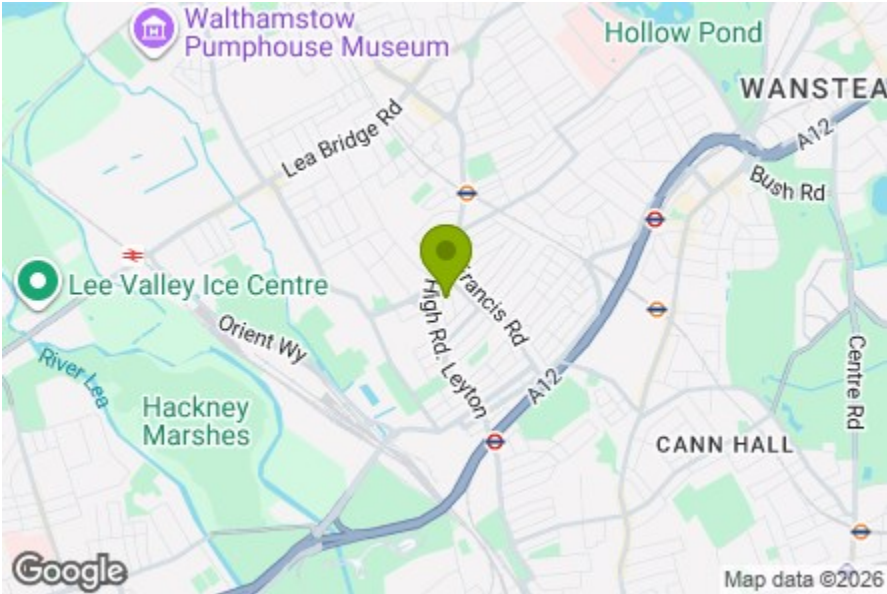 Walthamstow
Pumphouse Museum
Hollow Pond
WANSTEA
A12
Lea Bridge Rd
Bush Rd
Lee Valley Ice Centre
Francis Rd
High Rd. Leyton
Orient Wy
River Lea
A12
Centre Rd
Hackney
Marshes
CANN HALL
Google
Map data ©2026